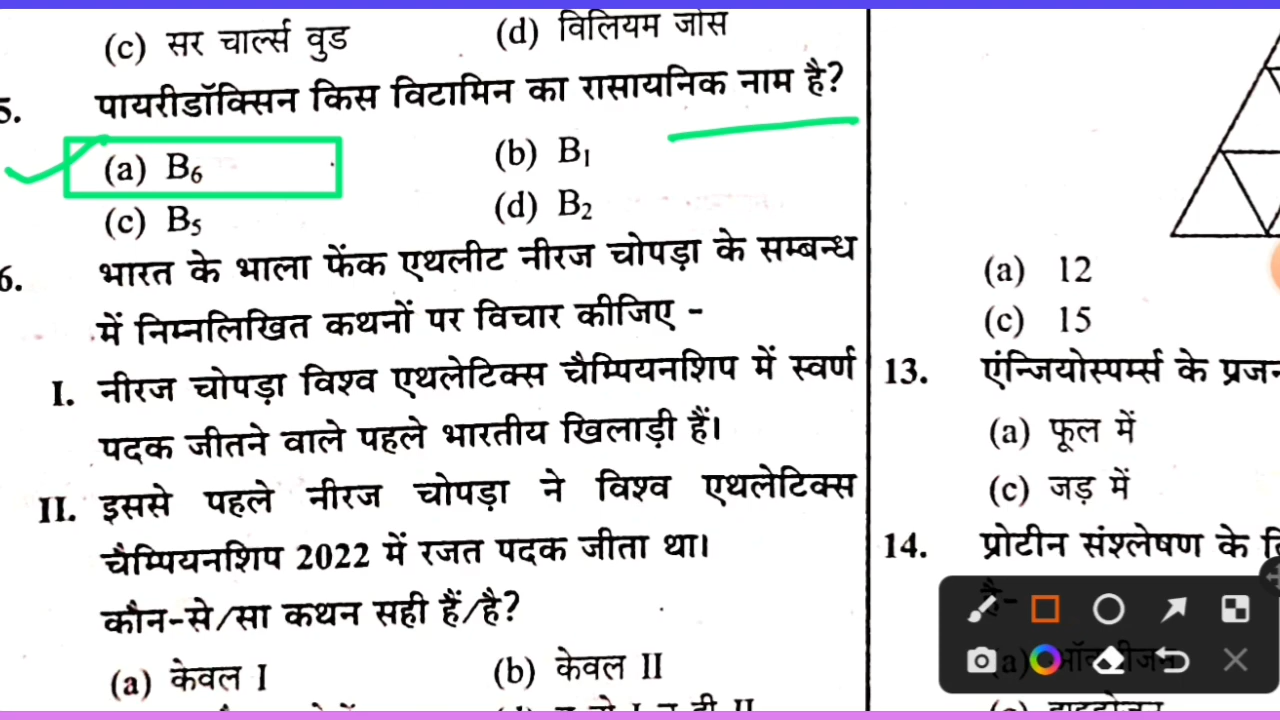 (c) सर चार्ल्स वुड (d) विलियम जोंस
5. पायरीडॉक्सिन किस विटामिन का रासायनिक नाम है?
(a) B₆ (b) B₁
(c) B₅ (d) B₂
6. भारत के भाला फेंक एथलीट नीरज चोपड़ा के सम्बन्ध
में निम्नलिखित कथनों पर विचार कीजिए -
I. नीरज चोपड़ा विश्व एथलेटिक्स चैम्पियनशिप में स्वर्ण
पदक जीतने वाले पहले भारतीय खिलाड़ी हैं।
II. इससे पहले नीरज चोपड़ा ने विश्व एथलेटिक्स
चैम्पियनशिप 2022 में रजत पदक जीता था।
कौन-से/सा कथन सही हैं/है?
(a) केवल I (b) केवल II
(a) 12
(c) 15
13. एंन्जियोस्पर्म्स के
(a) फूल में
(c) जड़ में
14. प्रोटीन संश्लेषण के